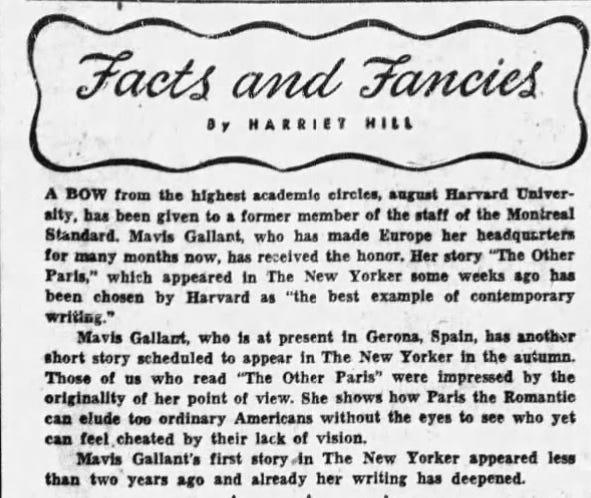 Facts and Fancies
By HARRIET HILL
A BOW from the highest academic circles, august Harvard Univer-
sity, has been given to a former member of the staff of the Montreal
Standard. Mavis Gallant, who has made Europe her headquarters
for many months now, has received the honor. Her story "The Other
Paris," which appeared in The New Yorker some weeks ago has
been chosen by Harvard as "the best example of contemporary
writing."
Mavis Gallant, who is at present in Gerona, Spain, has another
short story scheduled to appear in The New Yorker in the autumn.
Those of us who read "The Other Paris" were impressed by the
originality of her point of view. She shows how Paris the Romantic
can elude too ordinary Americans without the eyes to see who yet
can feel cheated by their lack of vision.
Mavis Gallant's first story in The New Yorker appeared less
than two years ago and already her writing has deepened.